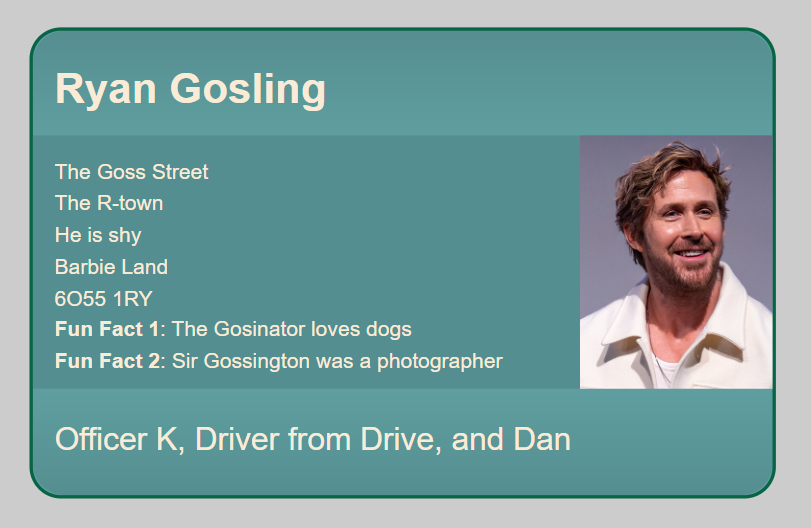 Ryan Gosling
The Goss Street
The R-town
He is shy
Barbie Land
6O55 1RY
Fun Fact 1: The Gosinator loves dogs
Fun Fact 2: Sir Gossington was a photographer
Officer K, Driver from Drive, and Dan